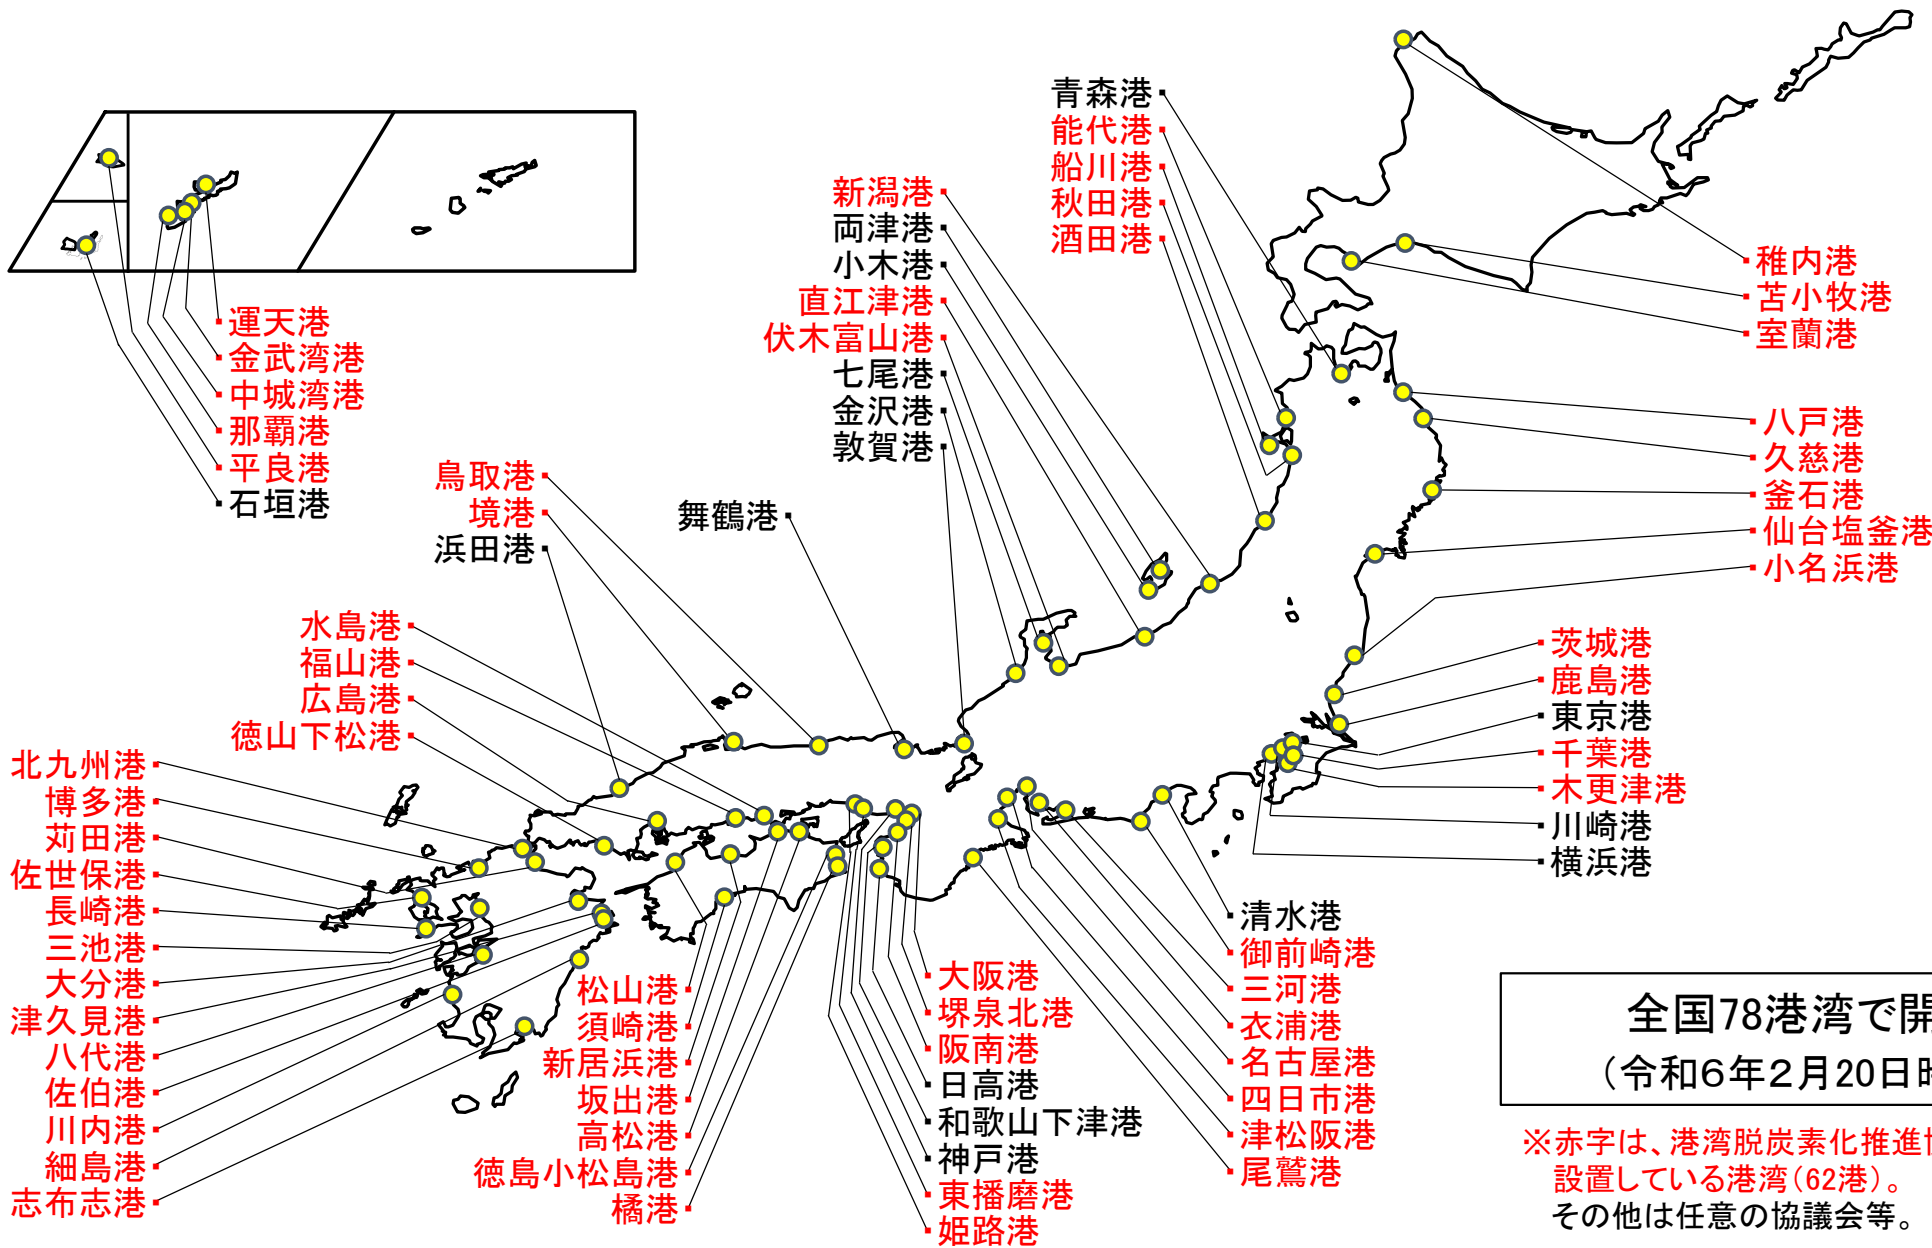 青森港
能代港
船川港
秋田港
酒田港
新潟港
両津港
小木港
直江津港
伏木富山港
七尾港
金沢港
敦賀港
稚内港
苫小牧港
室蘭港
運天港
金武湾港
中城湾港
那覇港
平良港
石垣港
八戸港
久慈港
釜石港
仙台塩釜港
小名浜港
鳥取港
境港
浜田港
舞鶴港
水島港
福山港
広島港
徳山下松港
茨城港
鹿島港
東京港
千葉港
木更津港
川崎港
横浜港
北九州港
博多港
苅田港
佐世保港
長崎港
三池港
大分港
津久見港
八代港
佐伯港
川内港
細島港
志布志港
松山港
須崎港
新居浜港
坂出港
高松港
徳島小松島港
橘港
大阪港
堺泉北港
阪南港
日高港
和歌山下津港
神戸港
東播磨港
姫路港
清水港
御前崎港
三河港
衣浦港
名古屋港
四日市港
津松阪港
尾鷲港
全国78港湾で開
（令和６年２月20日時
※赤字は、港湾脱炭素化推進協
設置している港湾（62港）。
その他は任意の協議会等。